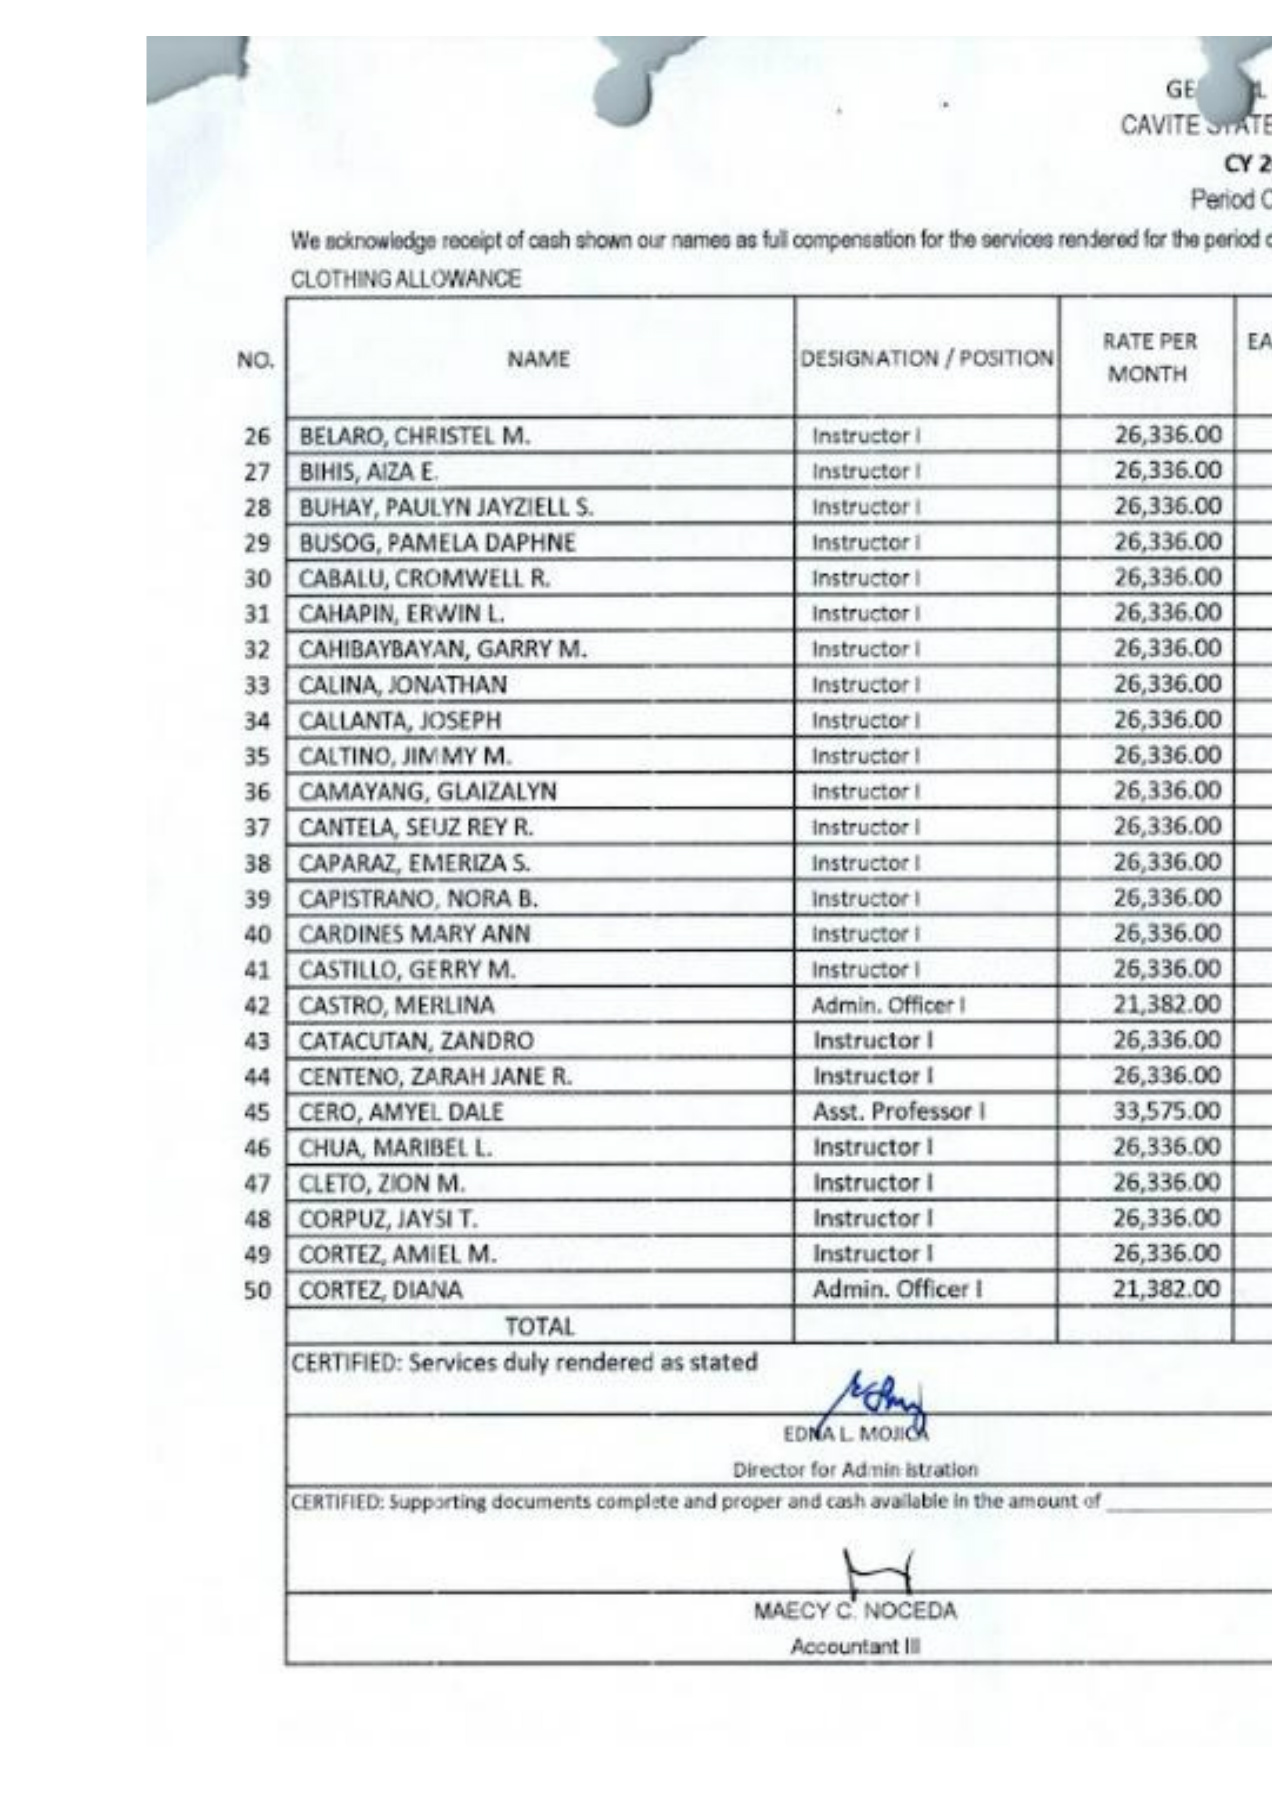 GE L
CAVITE STATE
CY 2
Period C
We acknowledge receipt of cash shown our names as full compensation for the services rendered for the period c
CLOTHING ALLOWANCE
NO. NAME DESIGNATION / POSITION RATE PER MONTH EA
26 BELARO, CHRISTEL M. Instructor I 26,336.00
27 BIHIS, AIZA E. Instructor I 26,336.00
28 BUHAY, PAULYN JAYZIELL S. Instructor I 26,336.00
29 BUSOG, PAMELA DAPHNE Instructor I 26,336.00
30 CABALU, CROMWELL R. Instructor I 26,336.00
31 CAHAPIN, ERWIN L. Instructor I 26,336.00
32 CAHIBAYBAYAN, GARRY M. Instructor I 26,336.00
33 CALINA, JONATHAN Instructor I 26,336.00
34 CALLANTA, JOSEPH Instructor I 26,336.00
35 CALTINO, JIMMY M. Instructor I 26,336.00
36 CAMAYANG, GLAIZALYN Instructor I 26,336.00
37 CANTELA, SEIJZ REY R. Instructor I 26,336.00
38 CAPARAZ, EMERIZA S. Instructor I 26,336.00
39 CAPISTRANO, NORA B. Instructor I 26,336.00
40 CARDINES MARY ANN Instructor I 26,336.00
41 CASTILLO, GERRY M. Instructor I 26,336.00
42 CASTRO, MERLINA Admin. Officer I 21,382.00
43 CATACUTAN, ZANDRO Instructor I 26,336.00
44 CENTENO, ZARAH JANE R. Instructor I 26,336.00
45 CERO, AMYEL DALE Asst. Professor I 33,575.00
46 CHUA, MARIBEL L. Instructor I 26,336.00
47 CLETO, ZION M. Instructor I 26,336.00
48 CORPUZ, JAYSI T. Instructor I 26,336.00
49 CORTEZ, AMIEL M. Instructor I 26,336.00
50 CORTEZ, DIANA Admin. Officer I 21,382.00
TOTAL
CERTIFIED: Services duly rendered as stated
EDNA L. MOJICA
Director for Administration
CERTIFIED: Supporting documents complete and proper and cash available in the amount of
MAECY C. NOCEDA
Accountant III